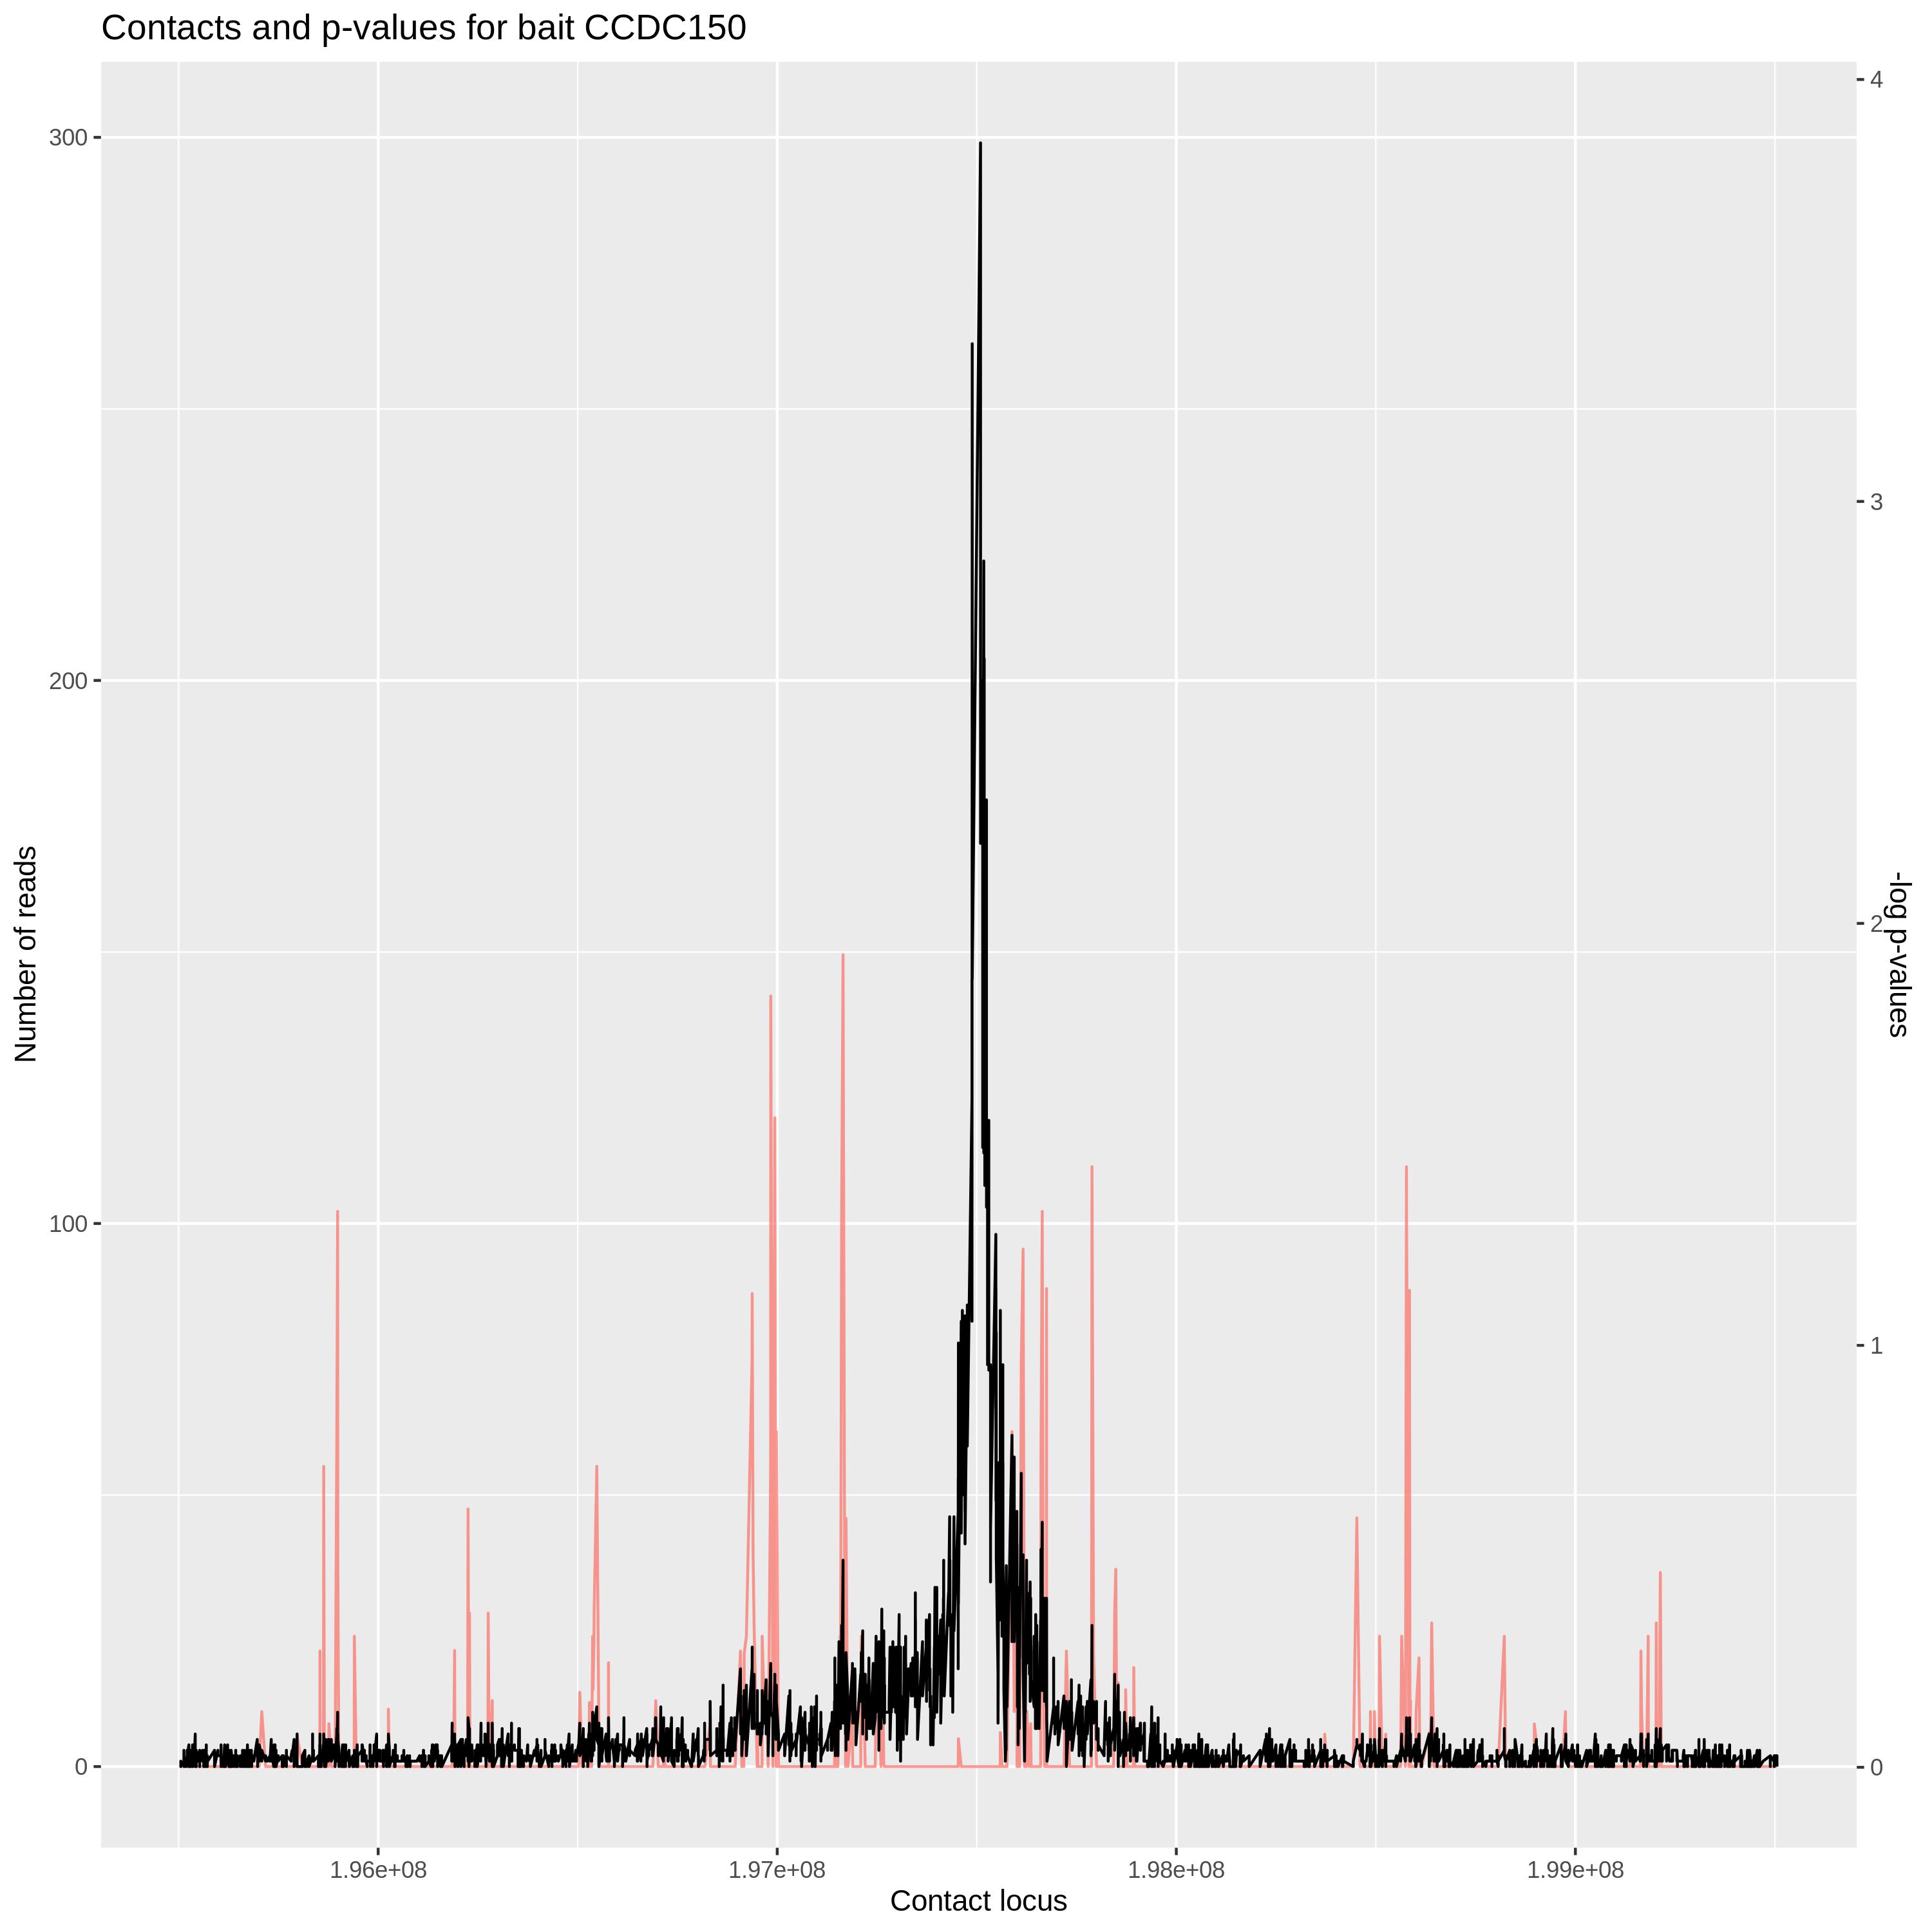 Contacts and p-values for bait CCDC150
300
200
100
0
Number of reads
4
3
2
1
0
-log p-values
1.96e+08
1.97e+08
1.98e+08
1.99e+08
Contact locus